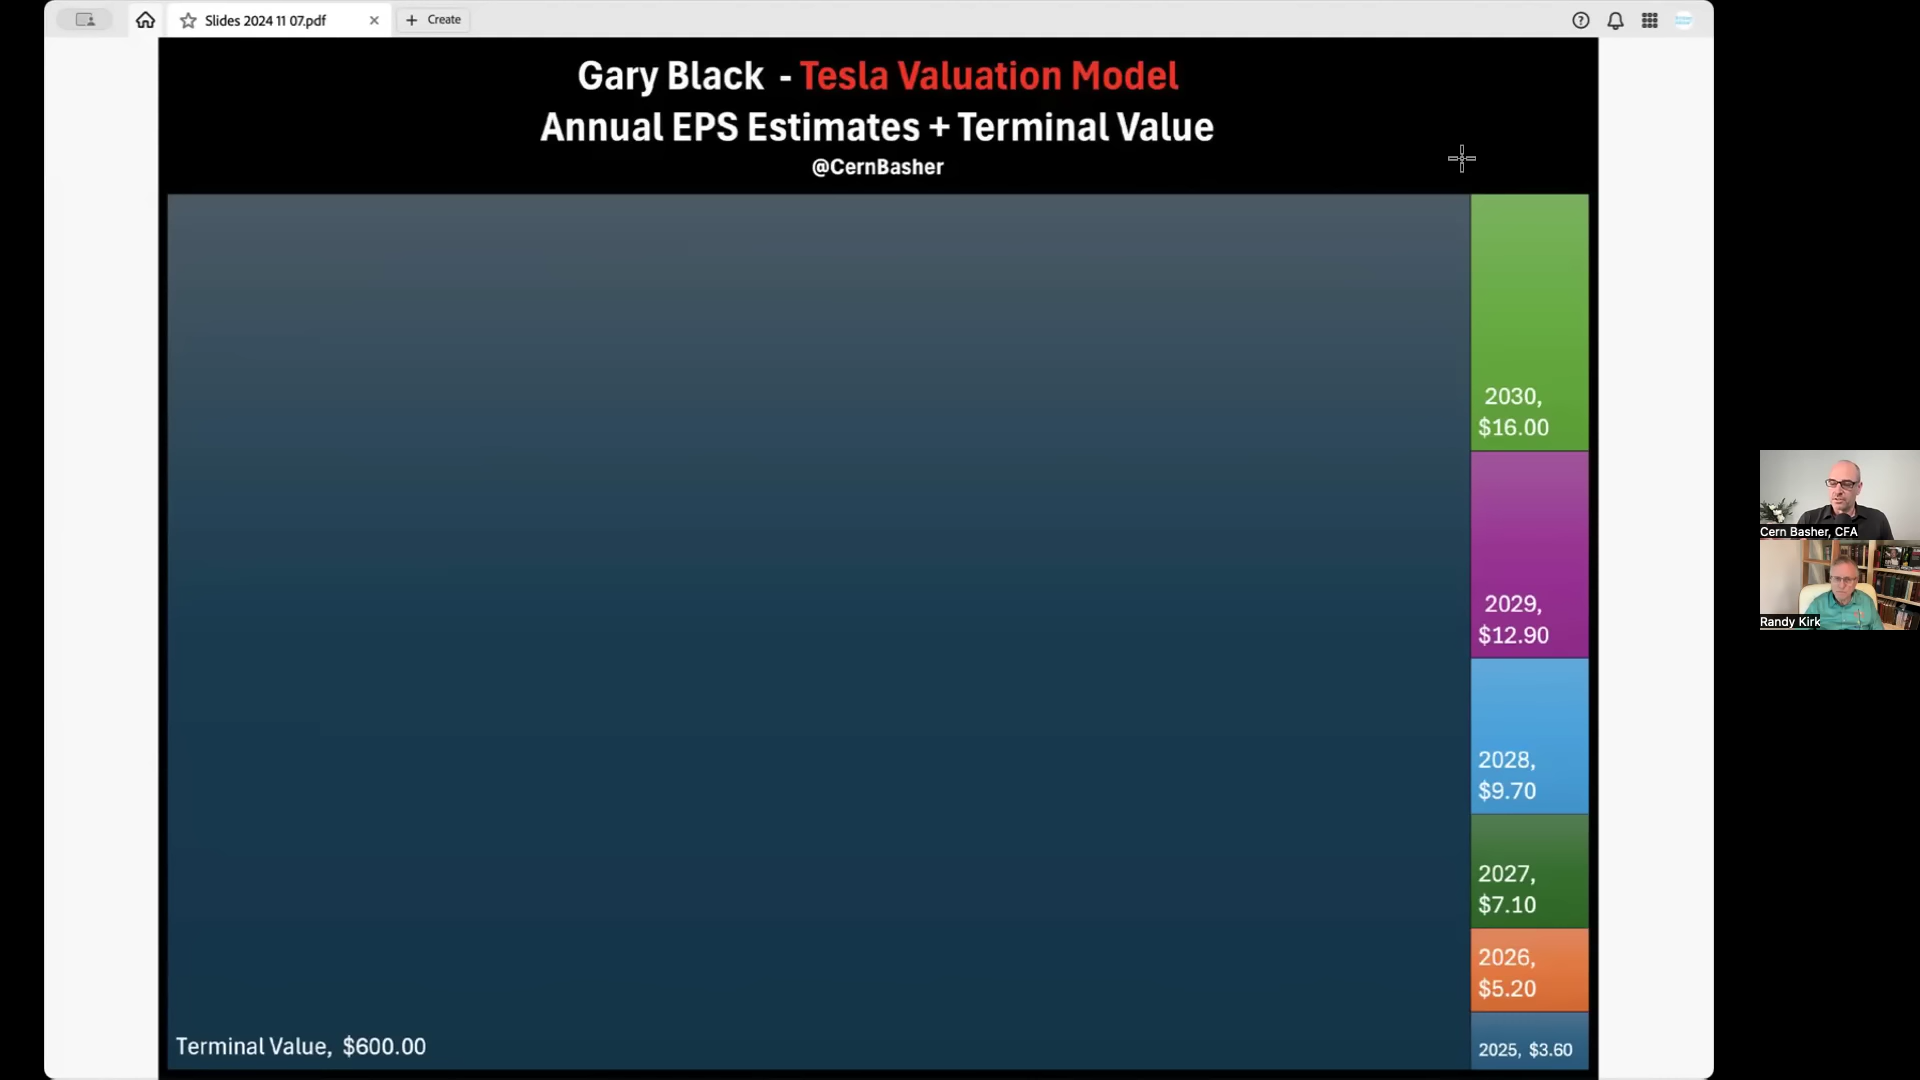 Slides 2024 11 07.pdf
Create
Gary Black - Tesla Valuation Model
Annual EPS Estimates + Terminal Value
@CernBasher
2030,
$16.00
2029,
$12.90
2028,
$9.70
2027,
$7.10
2026,
$5.20
2025, $3.60
Terminal Value, $600.00
Cern Basher, CFA
Randy Kirk